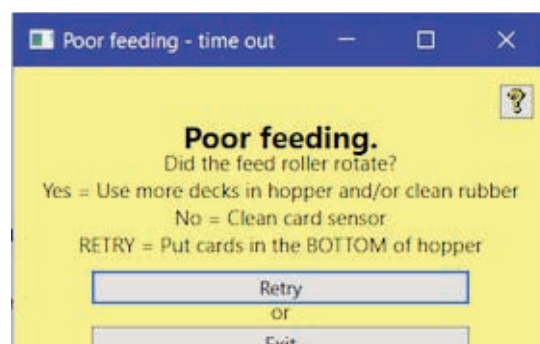 Poor feeding - time out
?
Poor feeding.
Did the feed roller rotate?
Yes = Use more decks in hopper and/or clean rubber
No = Clean card sensor
RETRY = Put cards in the BOTTOM of hopper
Retry
or
Exit